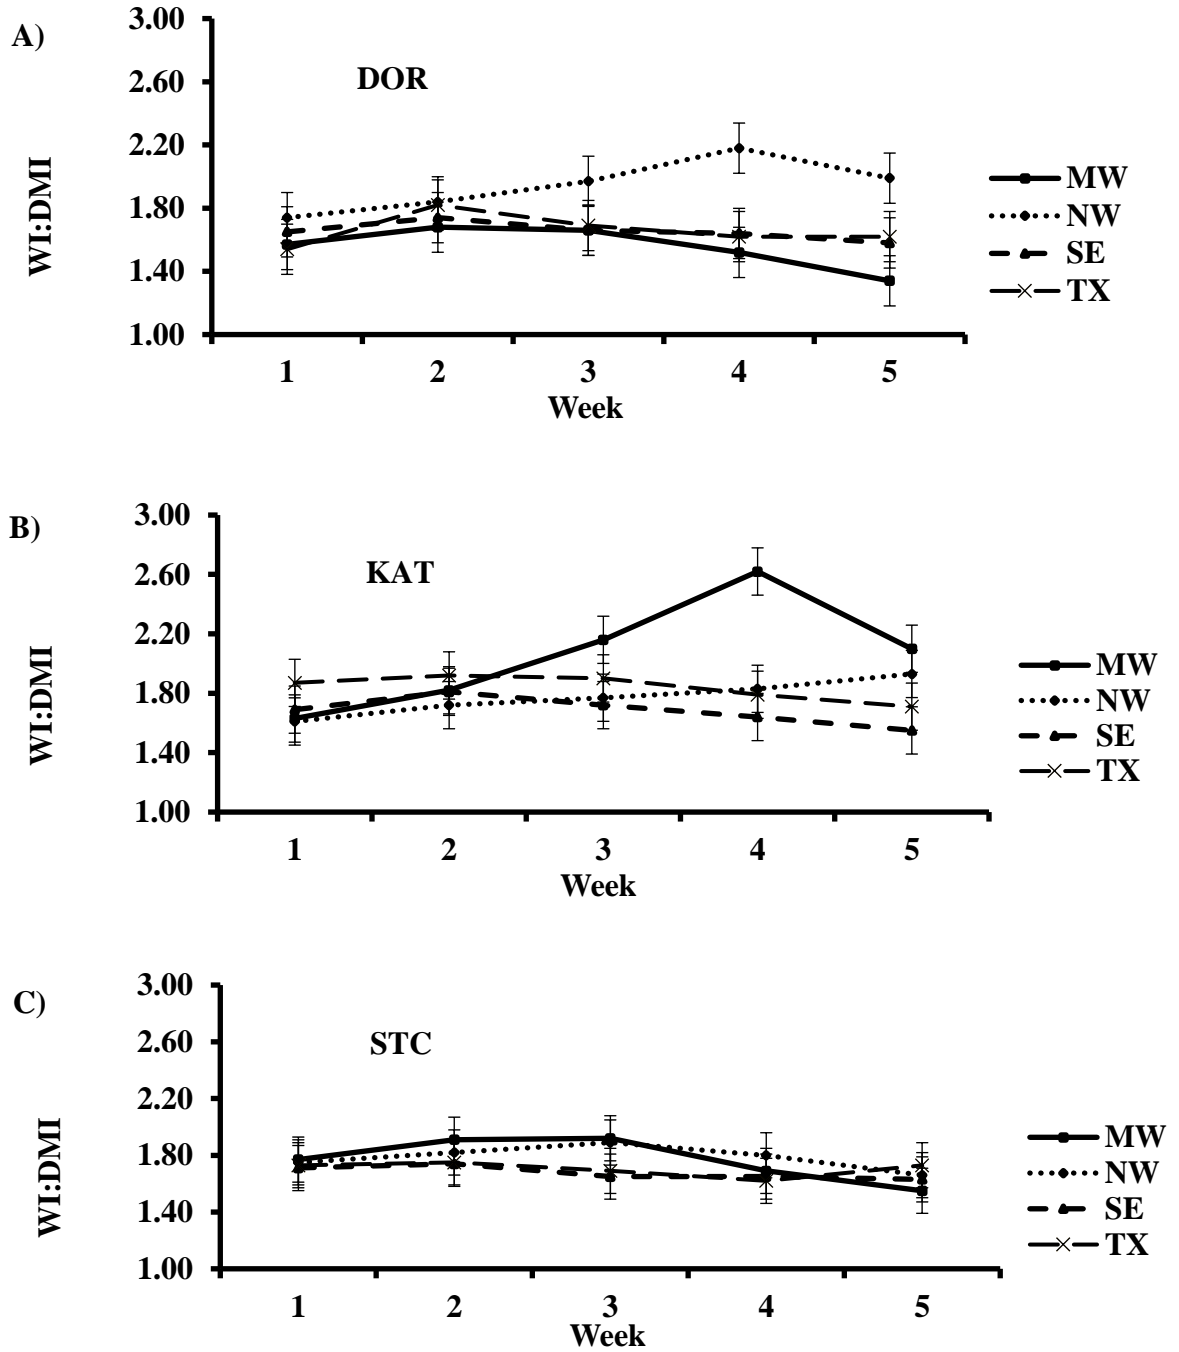 A)
DOR
WI:DMI
3.00
2.60
2.20
1.80
1.40
1.00
1 2 3 4 5
Week
MW
NW
SE
TX
B)
KAT
WI:DMI
3.00
2.60
2.20
1.80
1.40
1.00
1 2 3 4 5
Week
MW
NW
SE
TX
C)
STC
WI:DMI
3.00
2.60
2.20
1.80
1.40
1.00
1 2 3 4 5
Week
MW
NW
SE
TX